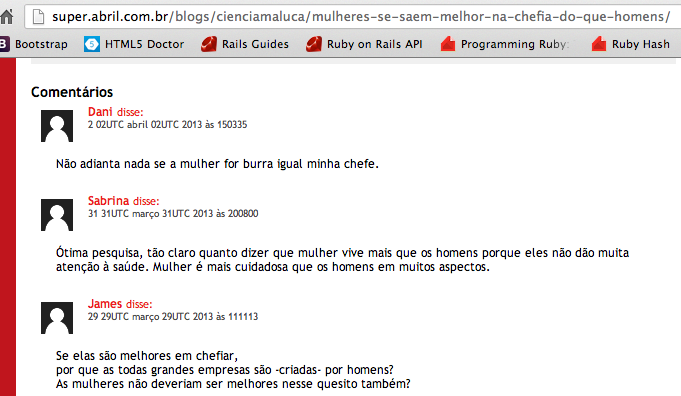 super.abril.com.br/blogs/cienciamaluca/mulheres-se-saem-melhor-na-chefia-do-que-homens/
B Bootstrap 5 HTML5 Doctor Rails Guides Ruby on Rails API Programming Ruby: Ruby Hash
Comentários
Dani disse:
2 02UTC abril 02UTC 2013 às 150335
Não adianta nada se a mulher for burra igual minha chefe.
Sabrina disse:
31 31UTC março 31UTC 2013 às 200800
Ótima pesquisa, tão claro quanto dizer que mulher vive mais que os homens porque eles não dão muita
atenção à saúde. Mulher é mais cuidadosa que os homens em muitos aspectos.
James disse:
29 29UTC março 29UTC 2013 às 111113
Se elas são melhores em chefiar,
por que as todas grandes empresas são -criadas- por homens?
As mulheres não deveriam ser melhores nesse quesito também?